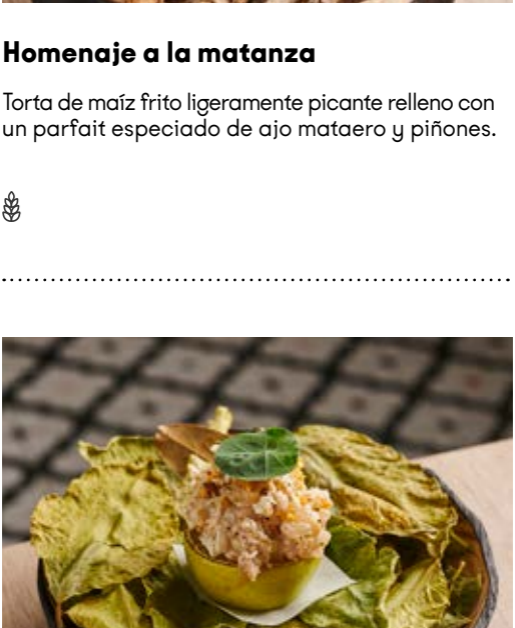 Homenaje a la matanza
Torta de maíz frito ligeramente picante relleno con
un parfait especiado de ajo mataero y piñones.